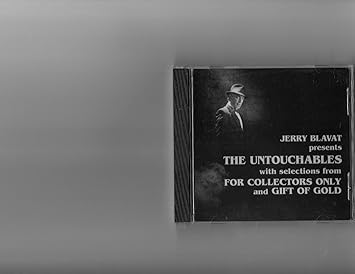 JERRY BLAVAT
presents
THE UNTOUCHABLES
with selections from
FOR COLLECTORS ONLY
and GIFT OF GOLD